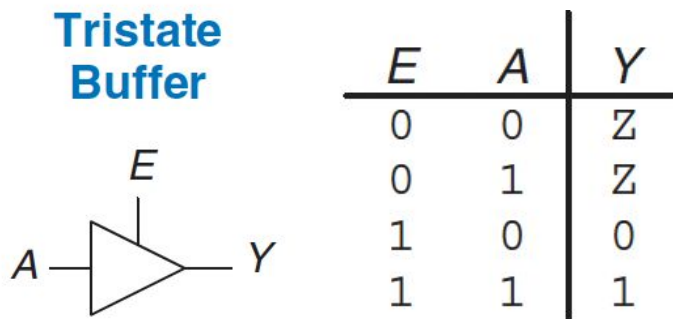 Tristate
Buffer
E
A
Y
E A Y
0 0 Z
0 1 Z
1 0 0
1 1 1